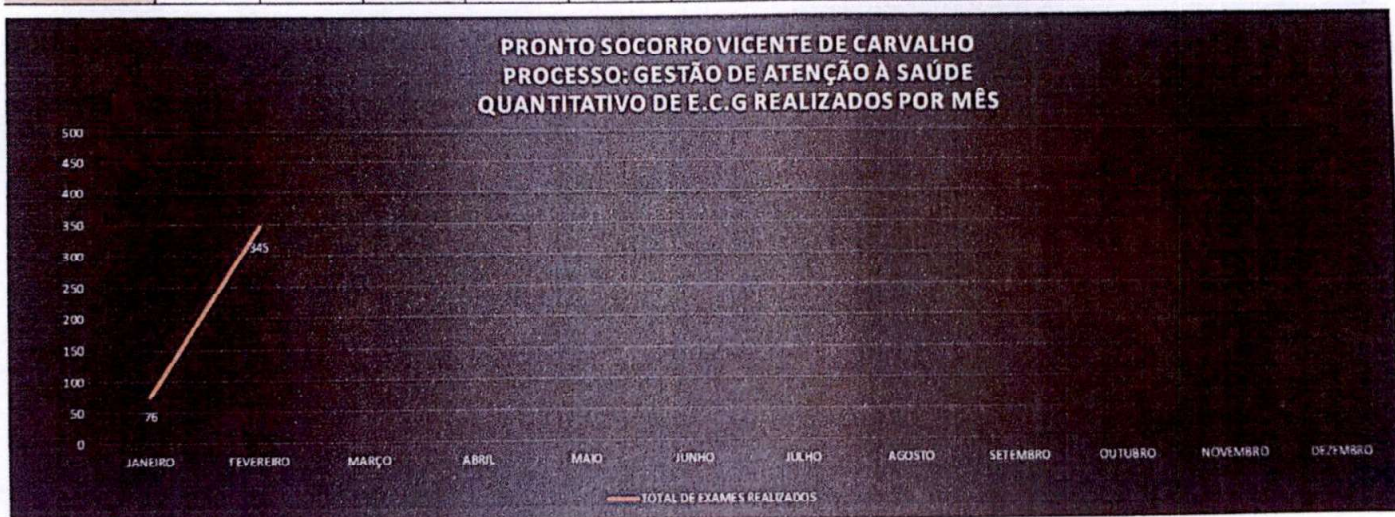 PRONTO SOCORRO VICENTE DE CARVALHO
PROCESSO: GESTÃO DE ATENÇÃO À SAÚDE
QUANTITATIVO DE E.C.G REALIZADOS POR MÊS
500
450
400
350
300
250
200
150
100
50
0
345
76
JANEIRO FEVEREIRO MARÇO ABRIL MAIO JUNHO JULHO AGOSTO SETEMBRO OUTUBRO NOVEMBRO DEZEMBRO
TOTAL DE EXAMES REALIZADOS